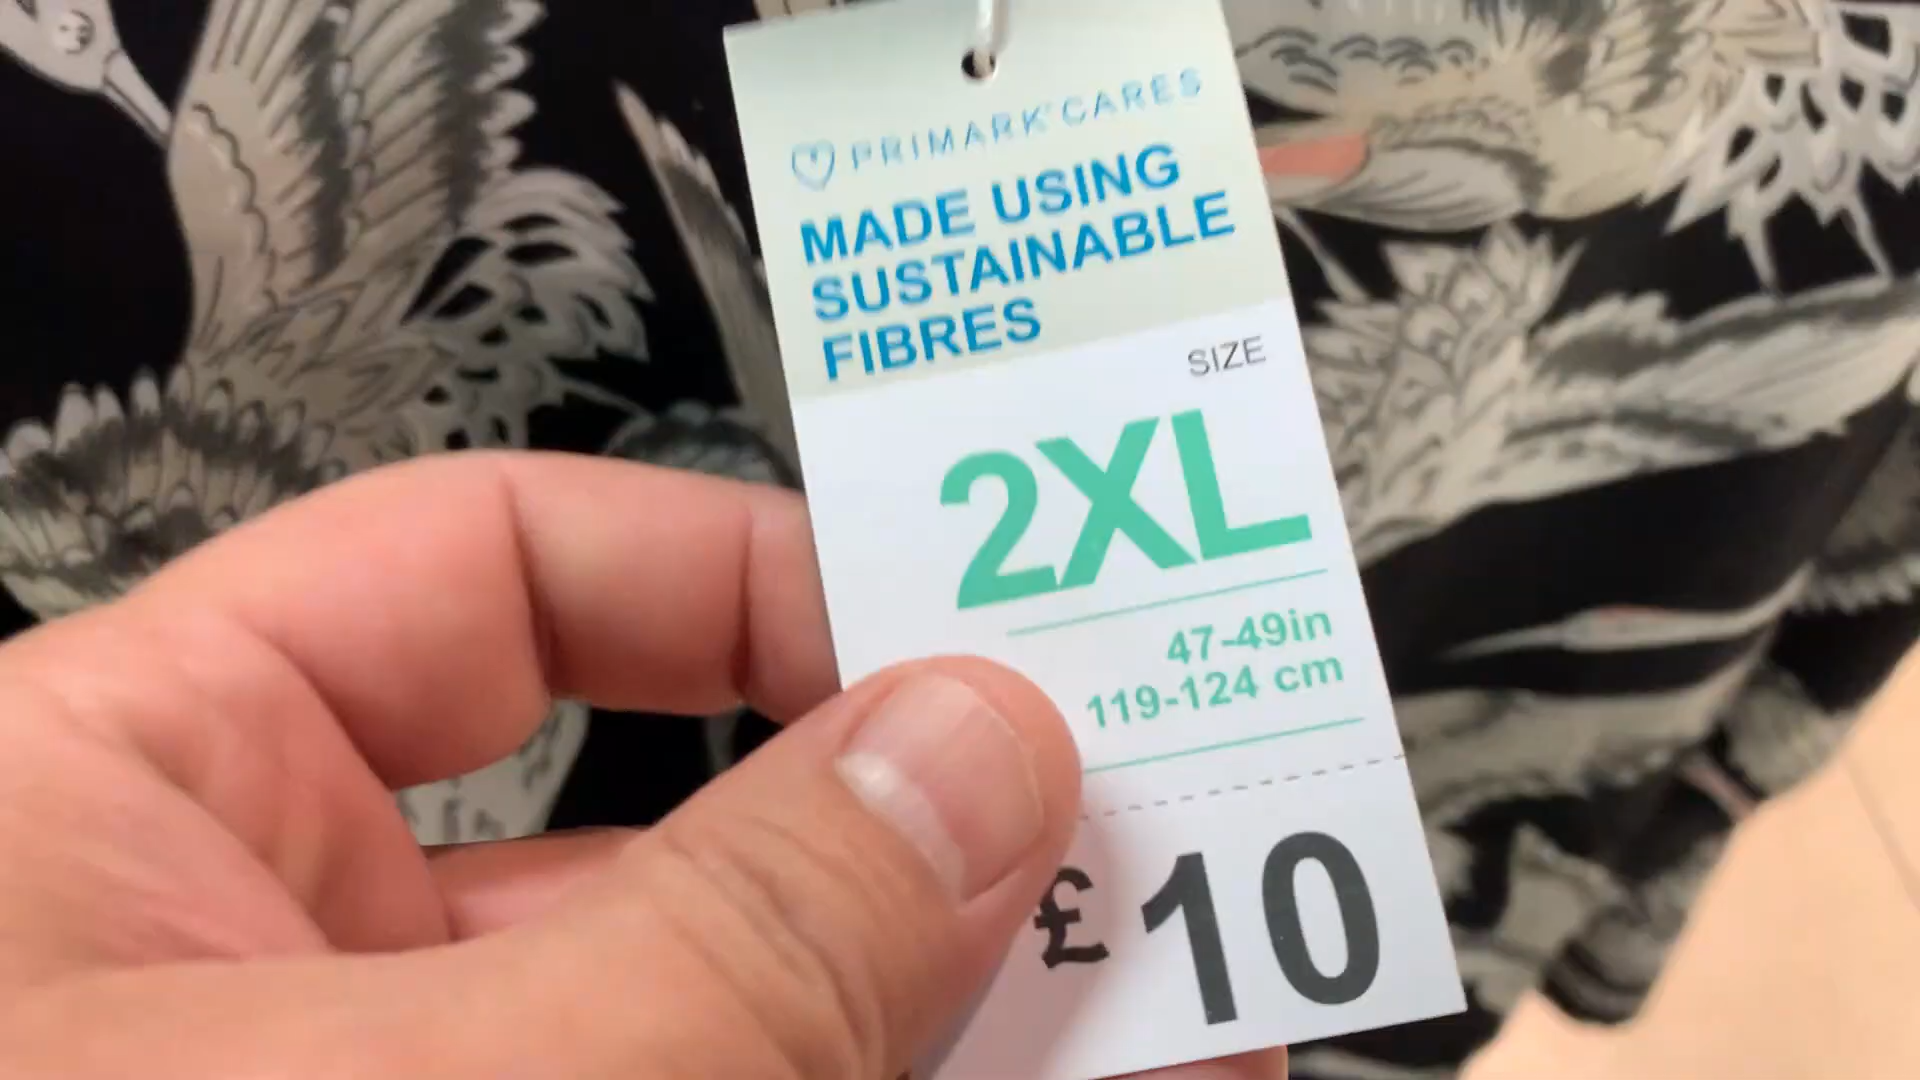 PRIMARK CARES
MADE USING
SUSTAINABLE
FIBRES
SIZE
2XL
47-49in
119-124 cm
£10